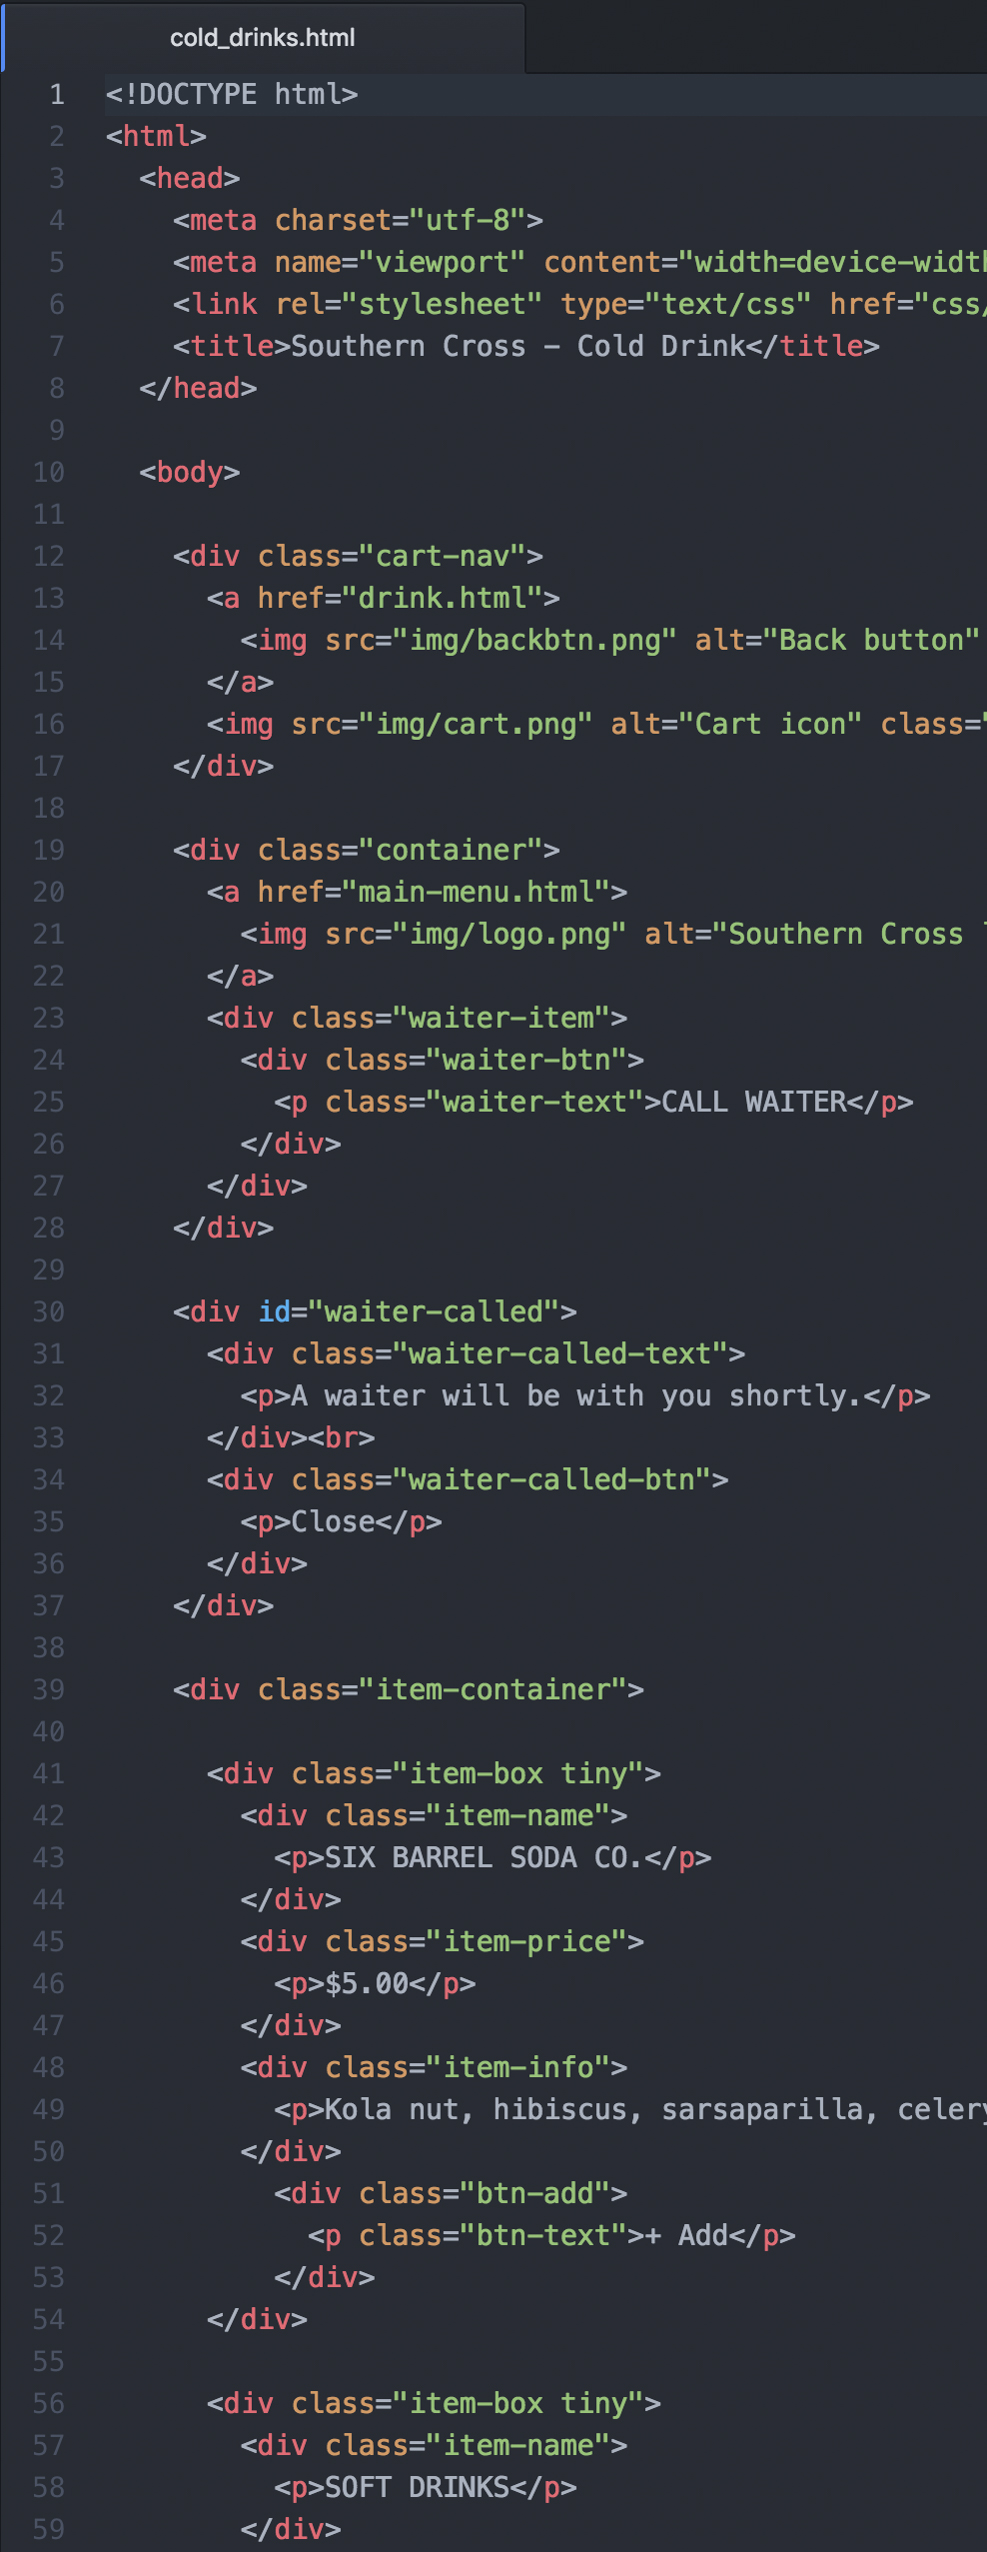 cold_drinks.html
1 <!DOCTYPE html>
2 <html>
3 <head>
4 <meta charset="utf-8">
5 <meta name="viewport" content="width=device-width
6 <link rel="stylesheet" type="text/css" href="css/
7 <title>Southern Cross - Cold Drink</title>
8 </head>
9
10 <body>
11
12 <div class="cart-nav">
13 <a href="drink.html">
14 <img src="img/backbtn.png" alt="Back button"
15 </a>
16 <img src="img/cart.png" alt="Cart icon" class="
17 </div>
18
19 <div class="container">
20 <a href="main-menu.html">
21 <img src="img/logo.png" alt="Southern Cross
22 </a>
23 <div class="waiter-item">
24 <div class="waiter-btn">
25 <p class="waiter-text">CALL WAITER</p>
26 </div>
27 </div>
28 </div>
29
30 <div id="waiter-called">
31 <div class="waiter-called-text">
32 <p>A waiter will be with you shortly.</p>
33 </div><br>
34 <div class="waiter-called-btn">
35 <p>Close</p>
36 </div>
37 </div>
38
39 <div class="item-container">
40
41 <div class="item-box tiny">
42 <div class="item-name">
43 <p>SIX BARREL SODA CO.</p>
44 </div>
45 <div class="item-price">
46 <p>$5.00</p>
47 </div>
48 <div class="item-info">
49 <p>Kola nut, hibiscus, sarsaparilla, celery
50 </div>
51 <div class="btn-add">
52 <p class="btn-text">+ Add</p>
53 </div>
54 </div>
55
56 <div class="item-box tiny">
57 <div class="item-name">
58 <p>SOFT DRINKS</p>
59 </div>